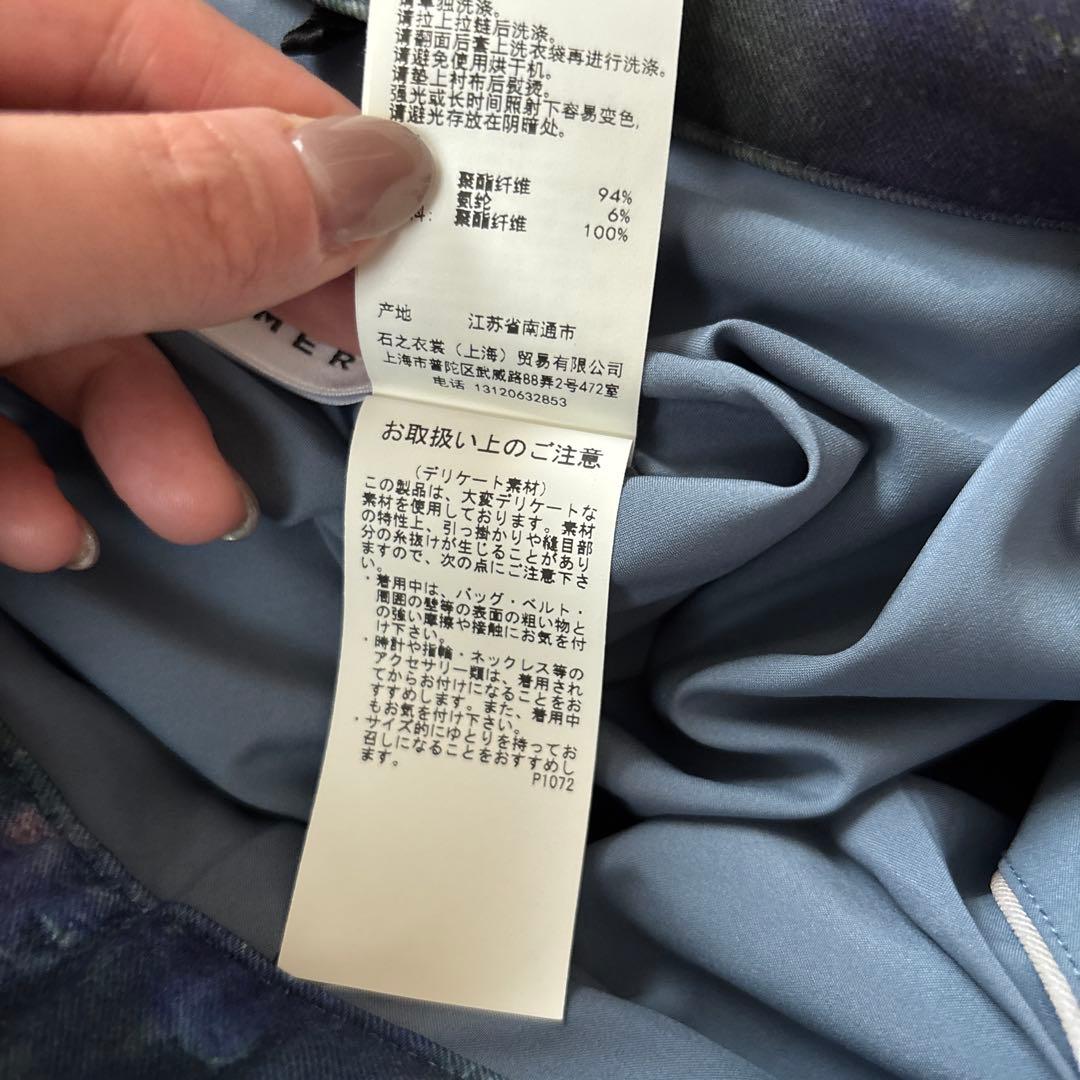 请单独洗涤。
请拉上拉链后洗涤。
请翻面后套上洗衣袋再进行洗涤。
请避免使用烘干机。
请垫上衬布后熨烫。
强光或长时间照射下容易变色，
请避光存放在阴暗处。
聚酯纤维 94%
氨纶 6%
4: 聚酯纤维 100%
产地 江苏省南通市
石之衣裳（上海）贸易有限公司
上海市普陀区武威路88弄2号472室
电话 13120632853
MER
お取扱い上のご注意
（デリケート素材）
この製品は、大変デリケートな
素材を使用しております。素材
の特性上、引っ掛かりや縫目部
分の糸抜けが生じることがあり
ますので、次の点にご注意下さ
い。
・着用中は、バッグ・ベルト・
周囲の壁等の表面の粗い物と
の強い摩擦や接触にお気を付
け下さい。
・時計や指輪・ネックレス等の
アクセサリー類は、着用され
てからお付けになることをお
すすめします。また、着用中
もお気を付け下さい。
・サイズ的にゆとりを持ってお
召しになることをおすすめし
ます。
P1072